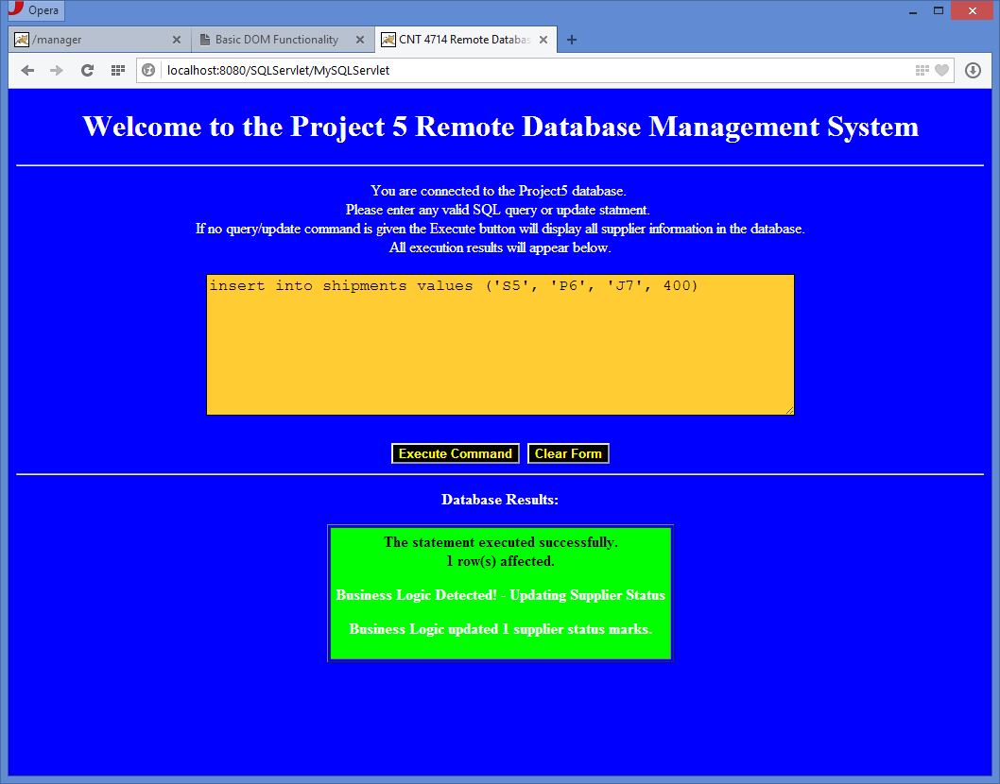 Opera
/manager
Basic DOM Functionality
CNT 4714 Remote Databas
localhost:8080/SQLServlet/MySQLServlet
Welcome to the Project 5 Remote Database Management System
You are connected to the Project5 database.
Please enter any valid SQL query or update statment.
If no query/update command is given the Execute button will display all supplier information in the database.
All execution results will appear below.
insert into shipments values ('S5', 'P6', 'J7', 400)
Execute Command
Clear Form
Database Results:
The statement executed successfully.
1 row(s) affected.
Business Logic Detected! - Updating Supplier Status
Business Logic updated 1 supplier status marks.